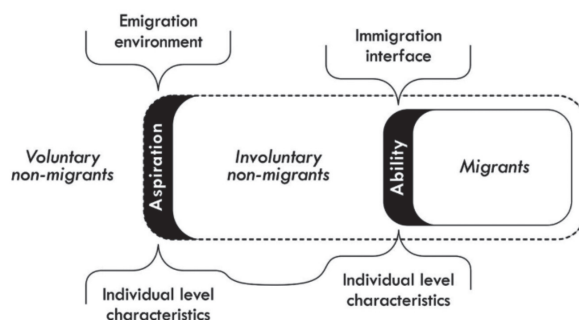 Emigration
environment
Immigration
interface
Voluntary
non-migrants
Aspiration
Involuntary
non-migrants
Ability
Migrants
Individual level
characteristics
Individual level
characteristics